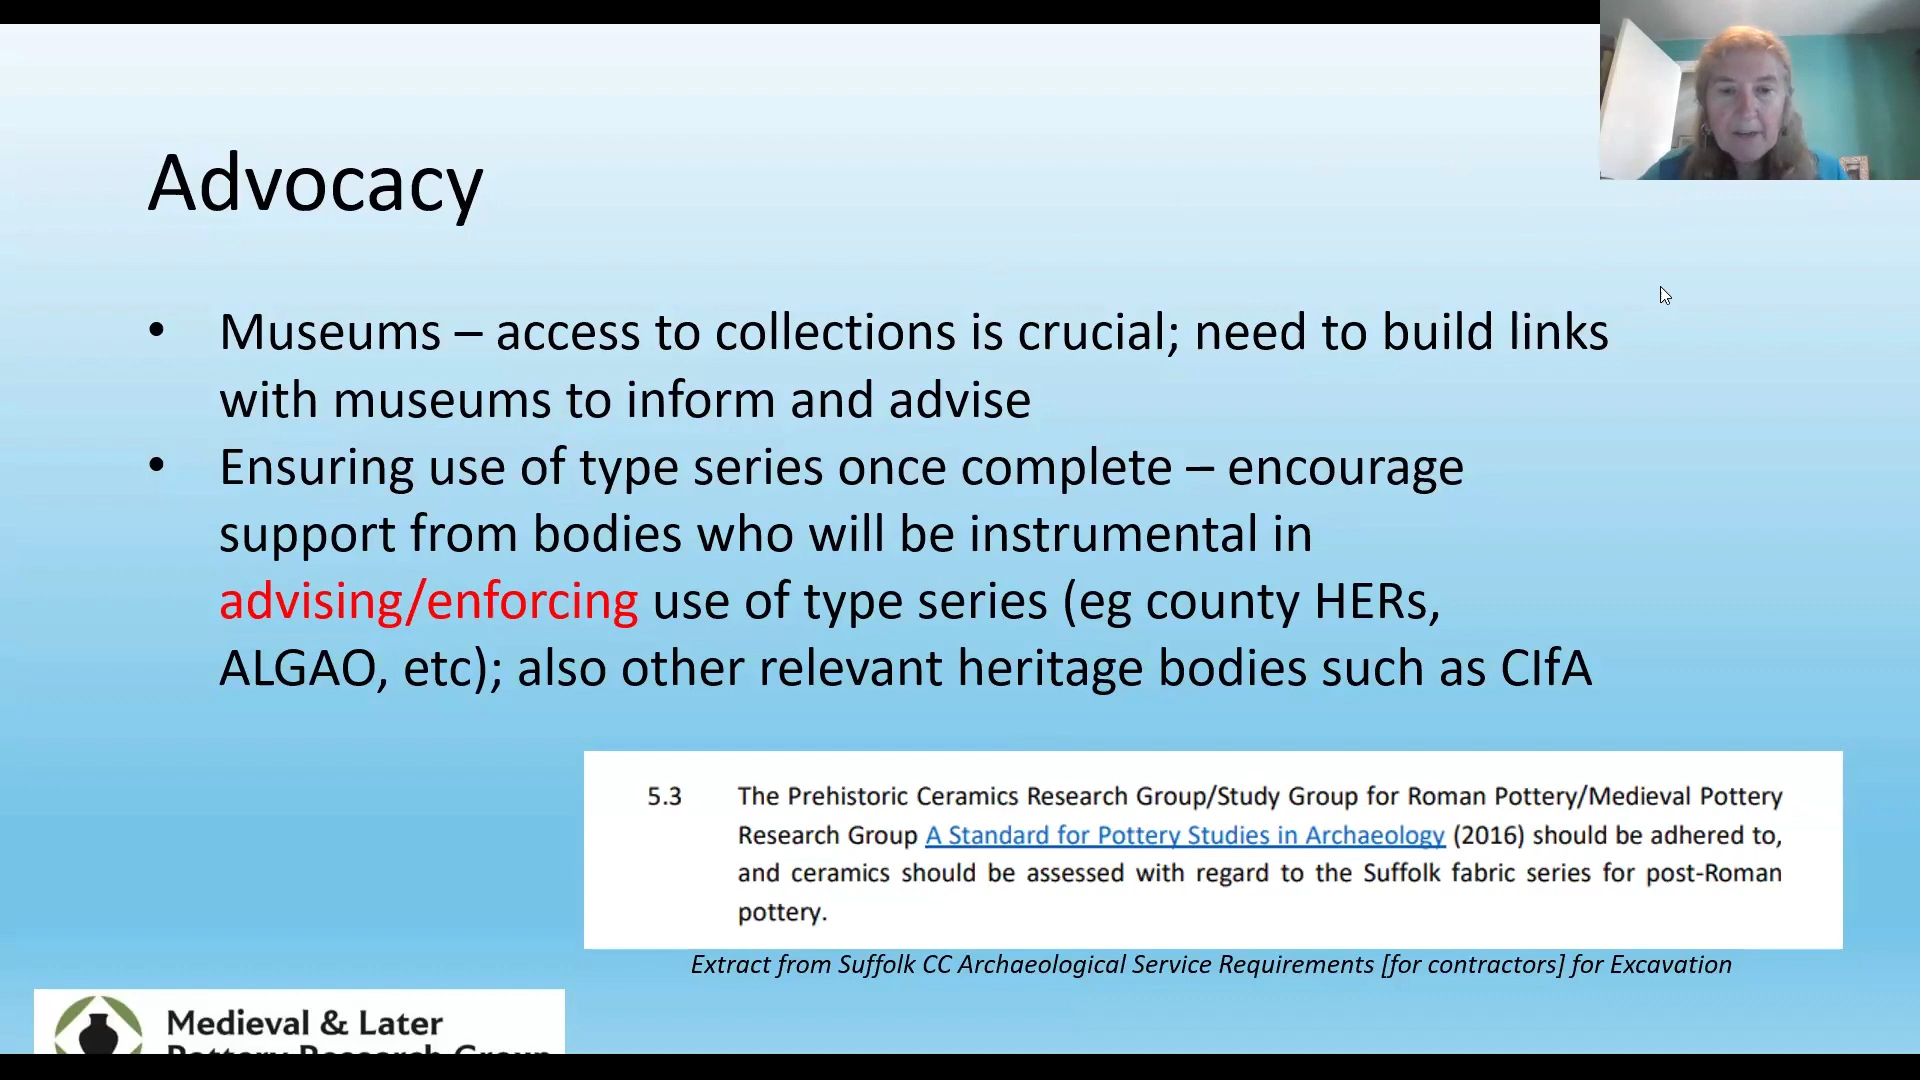 Advocacy
• Museums – access to collections is crucial; need to build links
with museums to inform and advise
• Ensuring use of type series once complete – encourage
support from bodies who will be instrumental in
advising/enforcing use of type series (eg county HERs,
ALGAO, etc); also other relevant heritage bodies such as CIfA
5.3 The Prehistoric Ceramics Research Group/Study Group for Roman Pottery/Medieval Pottery
Research Group A Standard for Pottery Studies in Archaeology (2016) should be adhered to,
and ceramics should be assessed with regard to the Suffolk fabric series for post-Roman
pottery.
Extract from Suffolk CC Archaeological Service Requirements [for contractors] for Excavation
Medieval & Later
Pottery Research Group